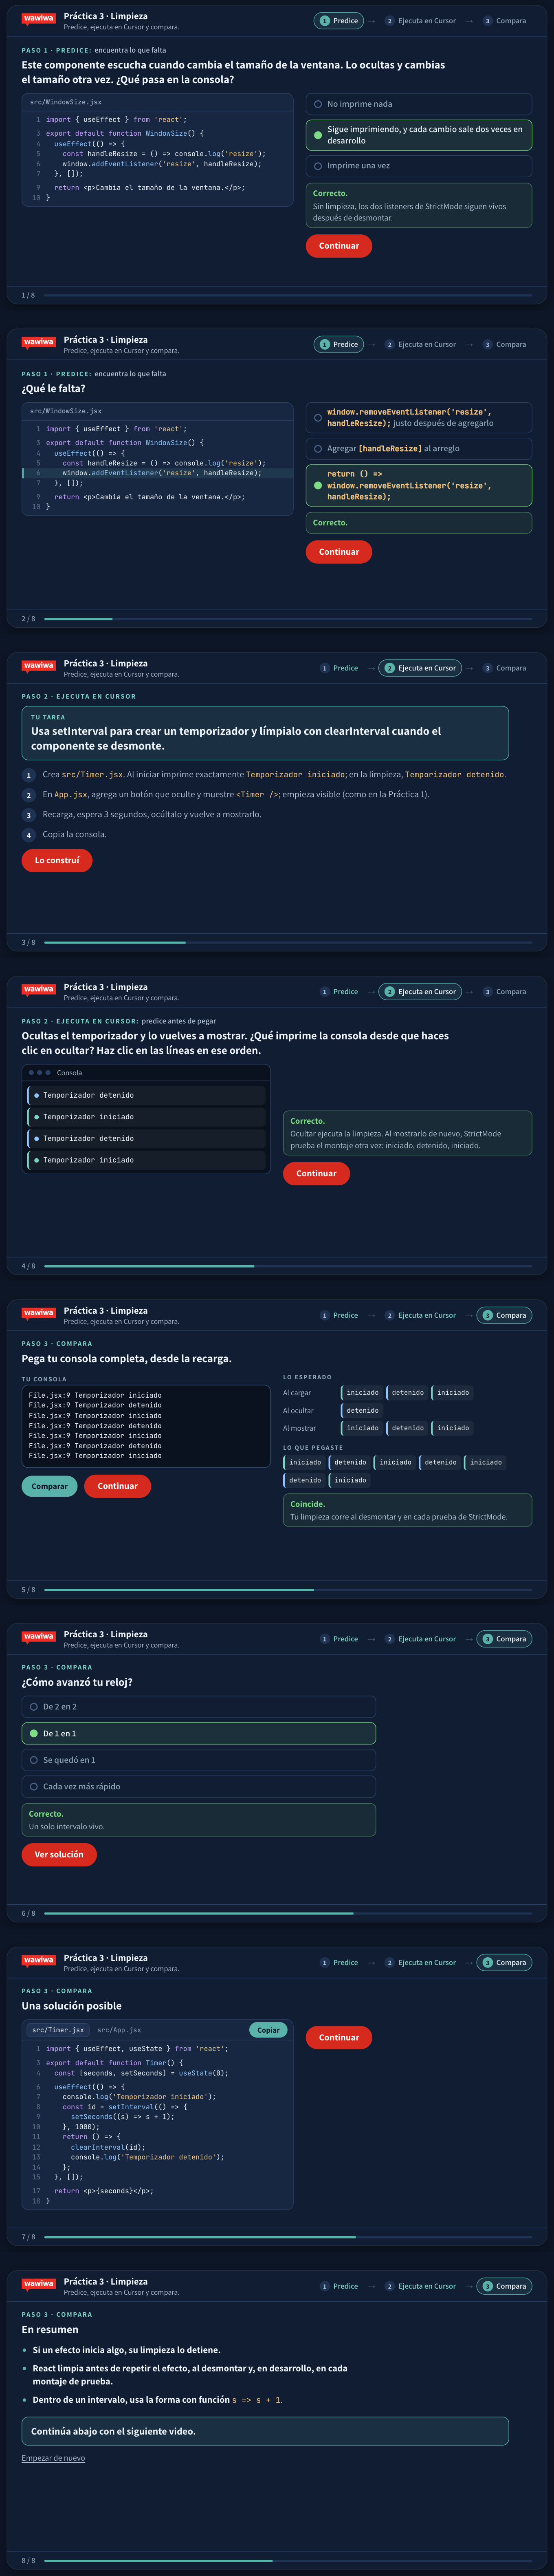 wawiwa
Práctica 3 · Limpieza
Predice, ejecuta en Cursor y compara.
1 Predice → 2 Ejecuta en Cursor → 3 Compara
PASO 1 · PREDICE: encuentra lo que falta
Este componente escucha cuando cambia el tamaño de la ventana. Lo ocultas y cambias
el tamaño otra vez. ¿Qué pasa en la consola?
src/WindowSize.jsx
1 import { useEffect } from 'react';
3 export default function WindowSize() {
4 useEffect(() => {
5 const handleResize = () => console.log('resize');
6 window.addEventListener('resize', handleResize);
7 }, []);
9 return <p>Cambia el tamaño de la ventana.</p>;
10 }
No imprime nada
Sigue imprimiendo, y cada cambio sale dos veces en
desarrollo
Imprime una vez
Correcto.
Sin limpieza, los dos listeners de StrictMode siguen vivos
después de desmontar.
Continuar
1 / 8
wawiwa
Práctica 3 · Limpieza
Predice, ejecuta en Cursor y compara.
1 Predice → 2 Ejecuta en Cursor → 3 Compara
PASO 1 · PREDICE: encuentra lo que falta
¿Qué le falta?
src/WindowSize.jsx
1 import { useEffect } from 'react';
3 export default function WindowSize() {
4 useEffect(() => {
5 const handleResize = () => console.log('resize');
6 window.addEventListener('resize', handleResize);
7 }, []);
9 return <p>Cambia el tamaño de la ventana.</p>;
10 }
window.removeEventListener('resize',
handleResize); justo después de agregarlo
Agregar [handleResize] al arreglo
return () =>
window.removeEventListener('resize',
handleResize);
Correcto.
Continuar
2 / 8
wawiwa
Práctica 3 · Limpieza
Predice, ejecuta en Cursor y compara.
1 Predice → 2 Ejecuta en Cursor → 3 Compara
PASO 2 · EJECUTA EN CURSOR
TU TAREA
Usa setInterval para crear un temporizador y límpialo con clearInterval cuando el
componente se desmonte.
1 Crea src/Timer.jsx. Al iniciar imprime exactamente Temporizador iniciado; en la limpieza, Temporizador detenido.
2 En App.jsx, agrega un botón que oculte y muestre <Timer />; empieza visible (como en la Práctica 1).
3 Recarga, espera 3 segundos, ocúltalo y vuelve a mostrarlo.
4 Copia la consola.
Lo construí
3 / 8
wawiwa
Práctica 3 · Limpieza
Predice, ejecuta en Cursor y compara.
1 Predice → 2 Ejecuta en Cursor → 3 Compara
PASO 2 · EJECUTA EN CURSOR: predice antes de pegar
Ocultas el temporizador y lo vuelves a mostrar. ¿Qué imprime la consola desde que haces
clic en ocultar? Haz clic en las líneas en ese orden.
Consola
Temporizador detenido
Temporizador iniciado
Temporizador detenido
Temporizador iniciado
Correcto.
Ocultar ejecuta la limpieza. Al mostrarlo de nuevo, StrictMode
prueba el montaje otra vez: iniciado, detenido, iniciado.
Continuar
4 / 8
wawiwa
Práctica 3 · Limpieza
Predice, ejecuta en Cursor y compara.
1 Predice → 2 Ejecuta en Cursor → 3 Compara
PASO 3 · COMPARA
Pega tu consola completa, desde la recarga.
TU CONSOLA
File.jsx:9 Temporizador iniciado
File.jsx:9 Temporizador detenido
File.jsx:9 Temporizador iniciado
File.jsx:9 Temporizador detenido
File.jsx:9 Temporizador iniciado
File.jsx:9 Temporizador detenido
File.jsx:9 Temporizador iniciado
Comparar Continuar
LO ESPERADO
Al cargar iniciado detenido iniciado
Al ocultar detenido
Al mostrar iniciado detenido iniciado
LO QUE PEGASTE
iniciado detenido iniciado detenido iniciado
detenido iniciado
Coincide.
Tu limpieza corre al desmontar y en cada prueba de StrictMode.
5 / 8
wawiwa
Práctica 3 · Limpieza
Predice, ejecuta en Cursor y compara.
1 Predice → 2 Ejecuta en Cursor → 3 Compara
PASO 3 · COMPARA
¿Cómo avanzó tu reloj?
De 2 en 2
De 1 en 1
Se quedó en 1
Cada vez más rápido
Correcto.
Un solo intervalo vivo.
Ver solución
6 / 8
wawiwa
Práctica 3 · Limpieza
Predice, ejecuta en Cursor y compara.
1 Predice → 2 Ejecuta en Cursor → 3 Compara
PASO 3 · COMPARA
Una solución posible
src/Timer.jsx src/App.jsx Copiar
1 import { useEffect, useState } from 'react';
3 export default function Timer() {
4 const [seconds, setSeconds] = useState(0);
6 useEffect(() => {
7 console.log('Temporizador iniciado');
8 const id = setInterval(() => {
9 setSeconds((s) => s + 1);
10 }, 1000);
11 return () => {
12 clearInterval(id);
13 console.log('Temporizador detenido');
14 };
15 }, []);
17 return <p>{seconds}</p>;
18 }
Continuar
7 / 8
wawiwa
Práctica 3 · Limpieza
Predice, ejecuta en Cursor y compara.
1 Predice → 2 Ejecuta en Cursor → 3 Compara
PASO 3 · COMPARA
En resumen
Si un efecto inicia algo, su limpieza lo detiene.
React limpia antes de repetir el efecto, al desmontar y, en desarrollo, en cada
montaje de prueba.
Dentro de un intervalo, usa la forma con función s => s + 1.
Continúa abajo con el siguiente video.
Empezar de nuevo
8 / 8